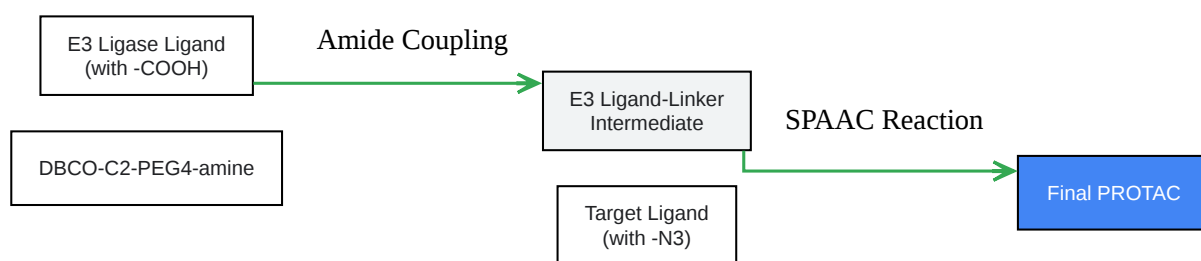 E3 Ligase Ligand
(with -COOH)
Amide Coupling
DBCO-C2-PEG4-amine
E3 Ligand-Linker
Intermediate
SPAAC Reaction
Target Ligand
(with -N3)
Final PROTAC